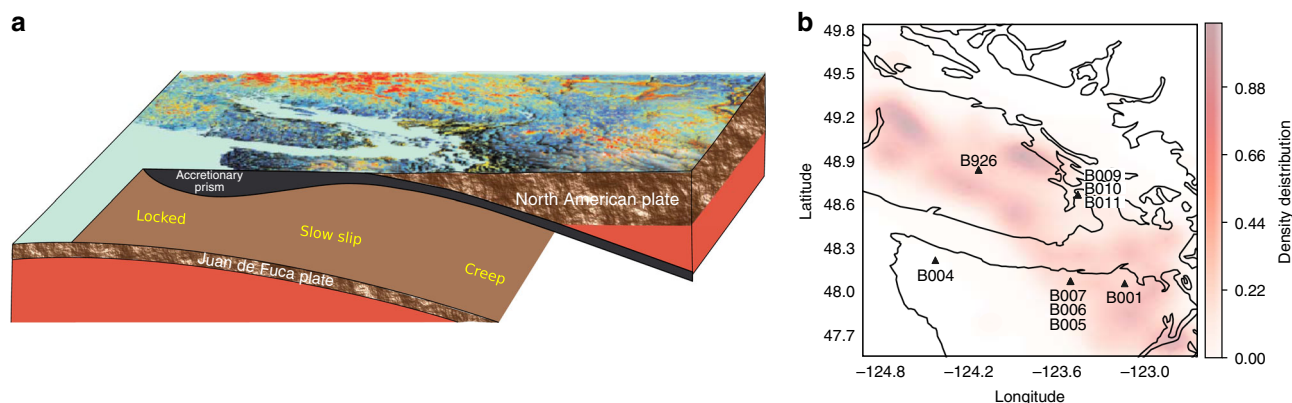 a
Accretionary
prism
North American plate
Locked
Slow slip
Creep
Juan de Fuca plate
b
49.8
49.5
49.2
48.9
48.6
48.3
48.0
47.7
Latitude
B926
B009
B010
B011
B004
B007
B006
B005
B001
−124.8
−124.2
−123.6
−123.0
Longitude
0.88
0.66
0.44
0.22
0.00
Density deistribution